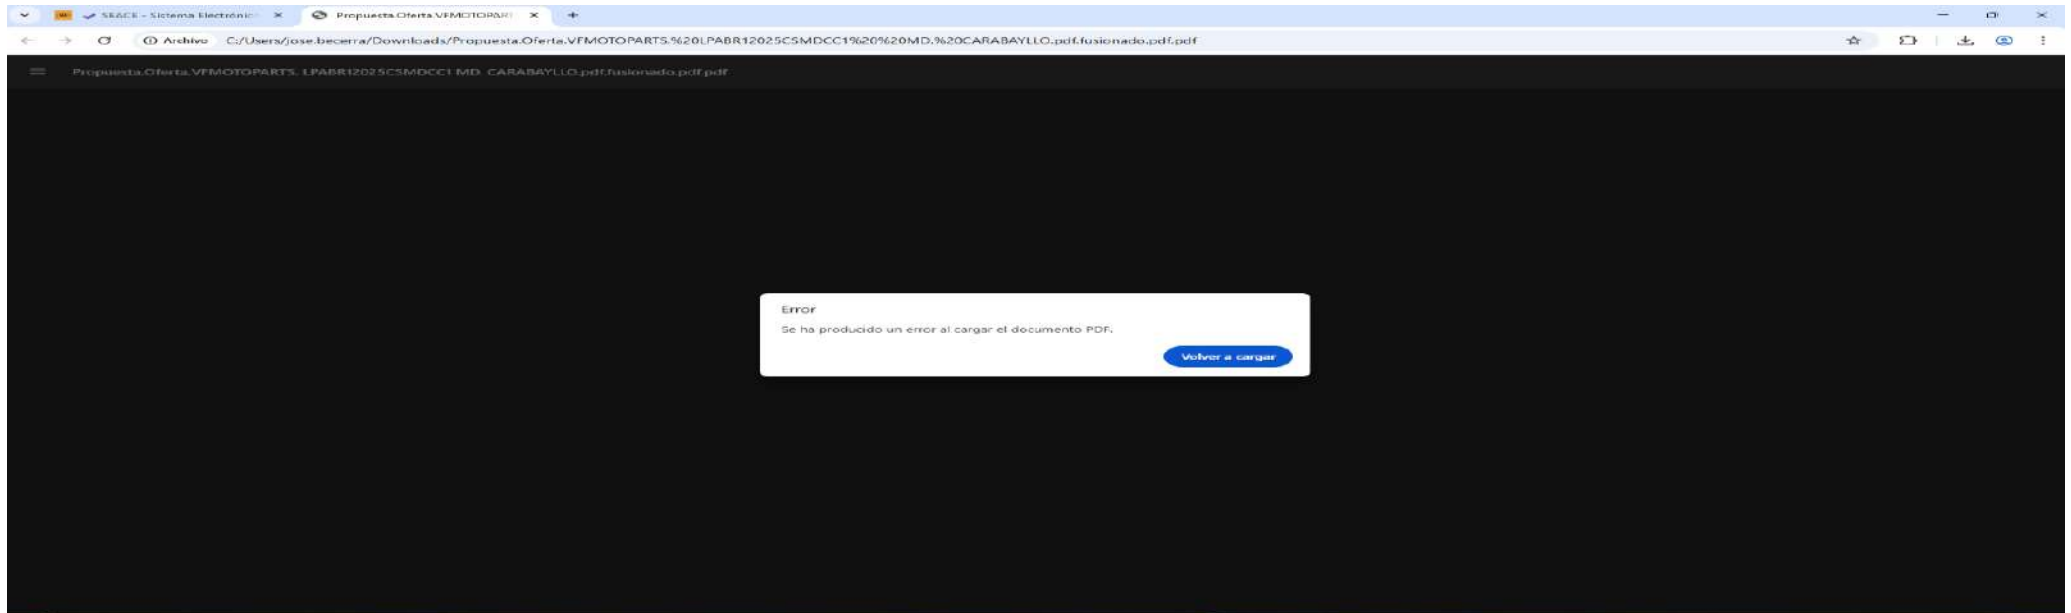 SEACE - Sistema Electrónic
Propuesta.Oferta.VFMOTOPART
Archivo C:/Users/jose.becerra/Downloads/Propuesta.Oferta.VFMOTOPARTS.%20LPABR12025CSMDCC1%20%20MD.%20CARABAYLLO.pdf.fusionado.pdf.pdf
Propuesta.Oferta.VFMOTOPARTS. LPABR12025CSMDCC1 MD. CARABAYLLO.pdf.fusionado.pdf.pdf
Error
Se ha producido un error al cargar el documento PDF.
Volver a cargar